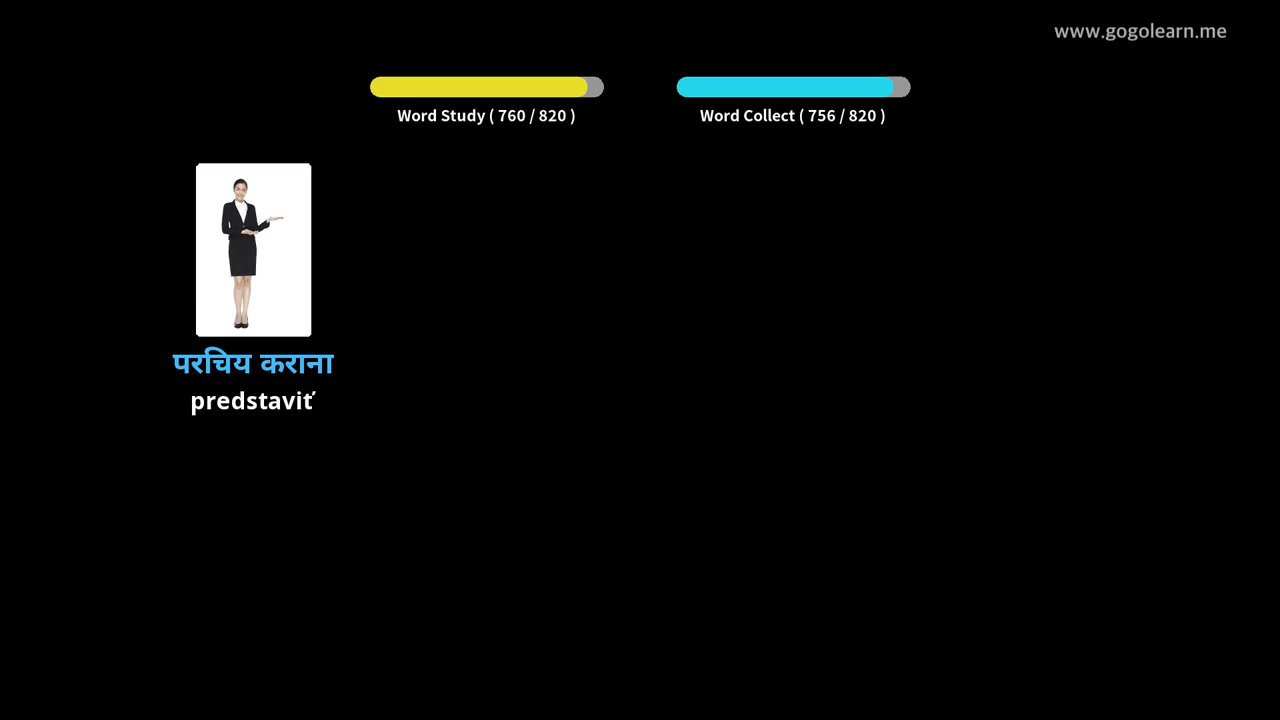 www.gogolearn.me
Word Study ( 760 / 820 )
Word Collect ( 756 / 820 )
परिचय कराना
predstaviť